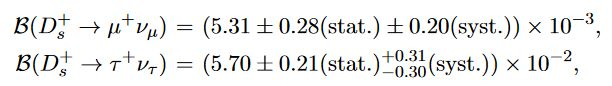 B(D_s^+ → μ^+ν_μ) = (5.31 ± 0.28(stat.) ± 0.20(syst.)) × 10^{−3},
B(D_s^+ → τ^+ν_τ) = (5.70 ± 0.21(stat.)^{+0.31}_{−0.30}(syst.)) × 10^{−2},